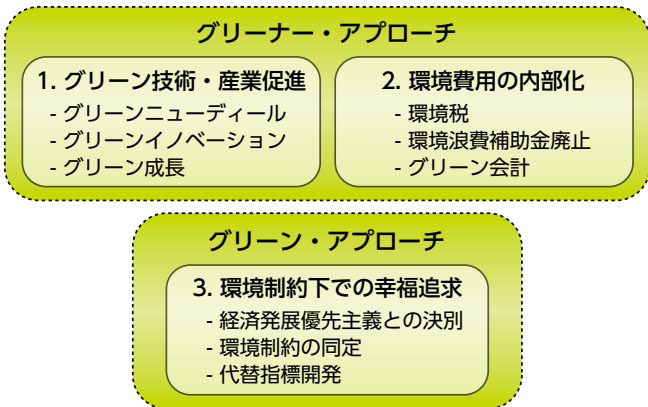 グリーナー・アプローチ
1. グリーン技術・産業促進
- グリーンニューディール
- グリーンイノベーション
- グリーン成長
2. 環境費用の内部化
- 環境税
- 環境浪費補助金廃止
- グリーン会計
グリーン・アプローチ
3. 環境制約下での幸福追求
- 経済発展優先主義との決別
- 環境制約の同定
- 代替指標開発